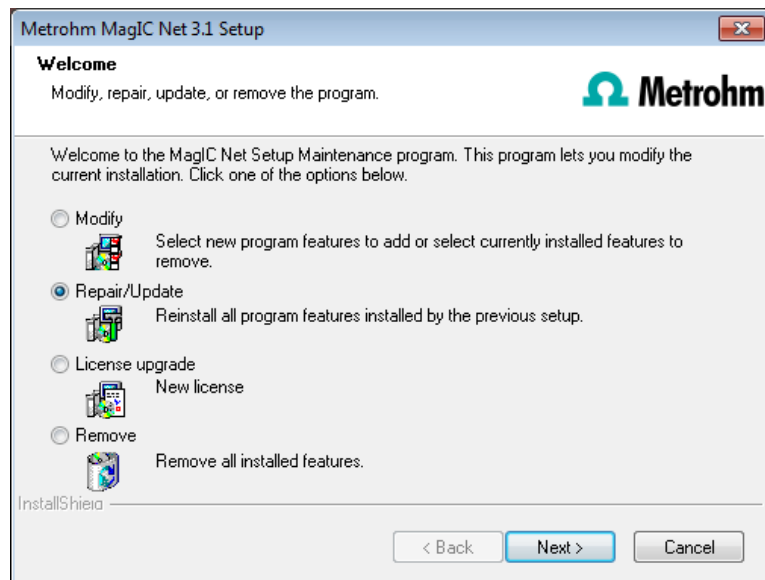 Metrohm MagIC Net 3.1 Setup
Welcome
Modify, repair, update, or remove the program.
Metrohm
Welcome to the MagIC Net Setup Maintenance program. This program lets you modify the
current installation. Click one of the options below.
Modify
Select new program features to add or select currently installed features to
remove.
Repair/Update
Reinstall all program features installed by the previous setup.
License upgrade
New license
Remove
Remove all installed features.
InstallShield
< Back
Next >
Cancel